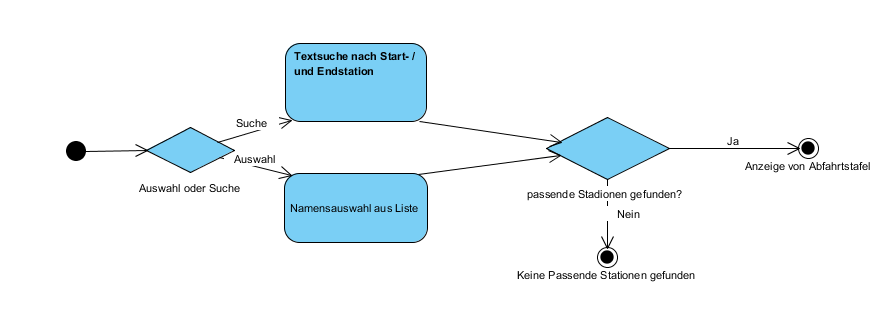 Textsuche nach Start- /
und Endstation
Suche
Auswahl
Auswahl oder Suche
Namensauswahl aus Liste
passende Stadionen gefunden?
Ja
Anzeige von Abfahrtstafel
Nein
Keine Passende Stationen gefunden